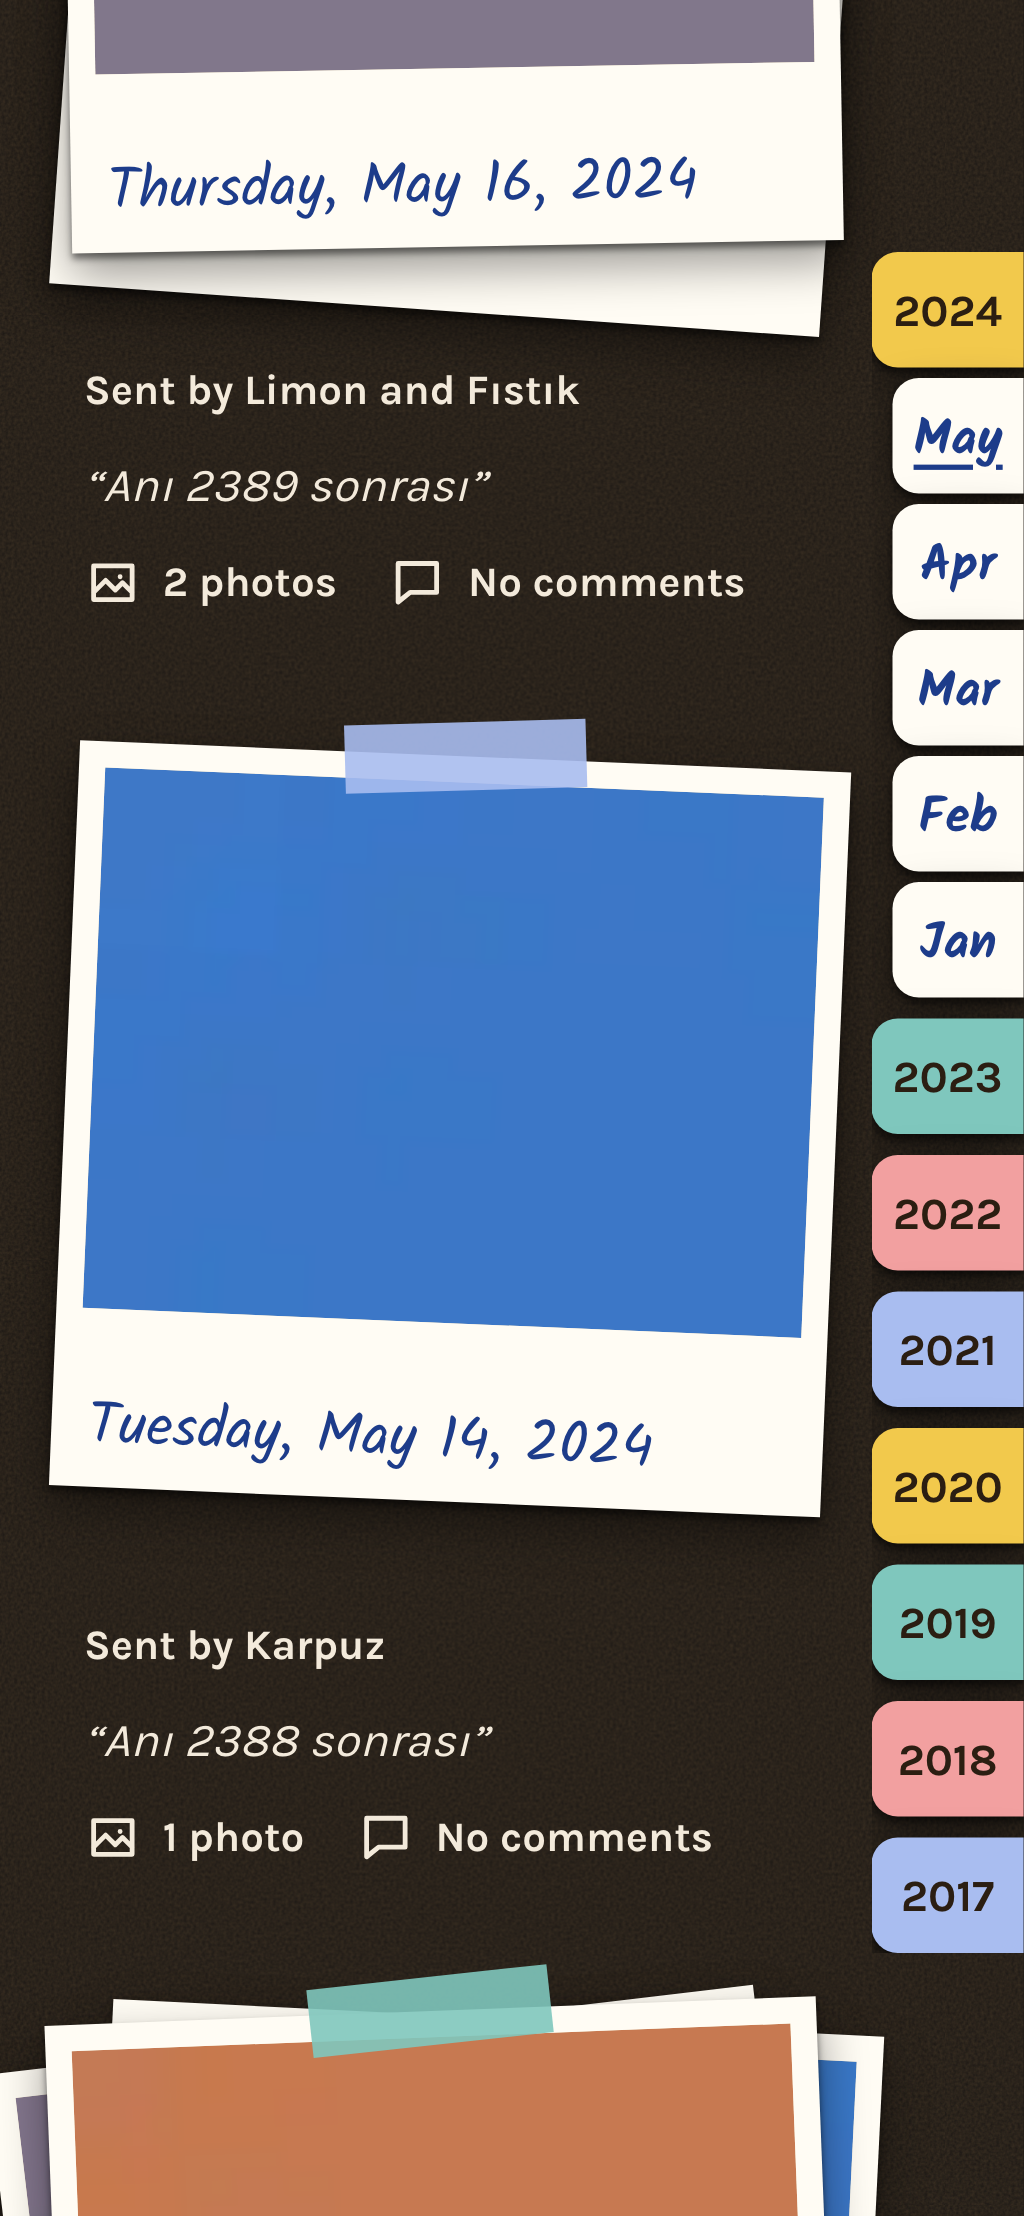 Thursday, May 16, 2024
Sent by Limon and Fıstık
“Anı 2389 sonrası”
2 photos
No comments
Tuesday, May 14, 2024
Sent by Karpuz
“Anı 2388 sonrası”
1 photo
No comments
2024
May
Apr
Mar
Feb
Jan
2023
2022
2021
2020
2019
2018
2017